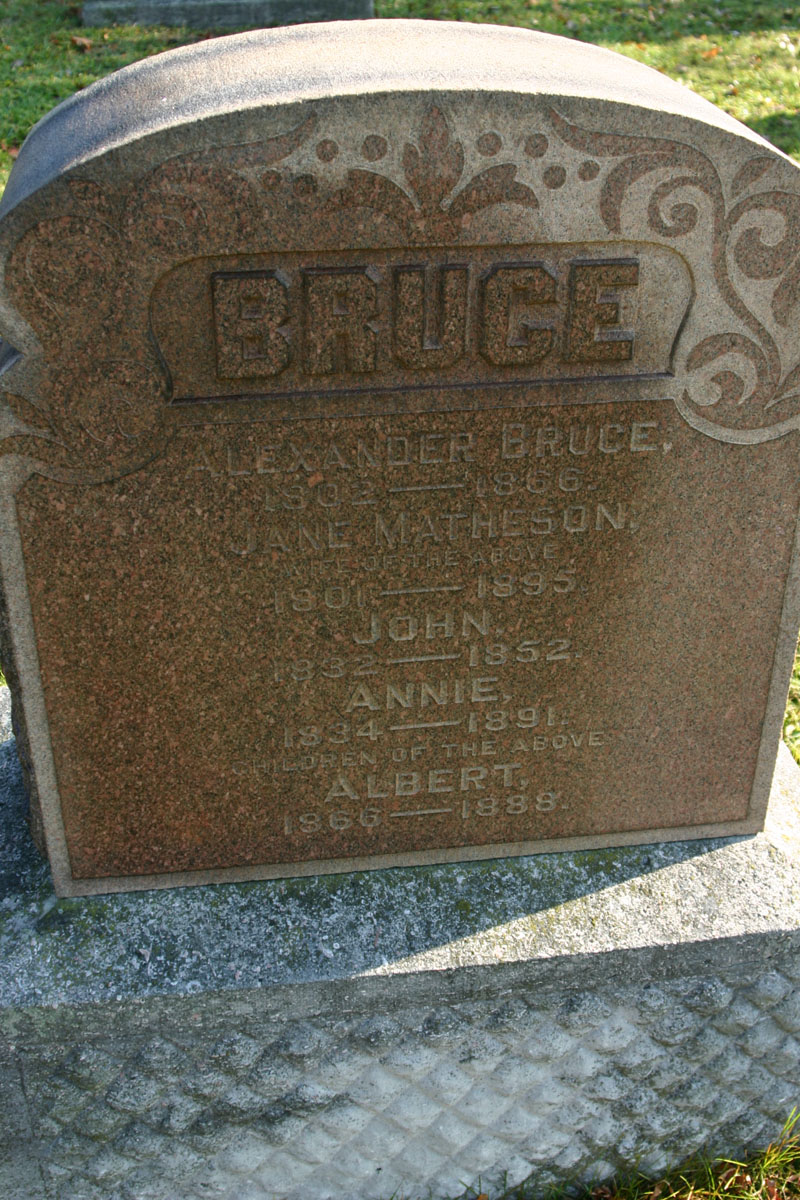 BRUCE
ALEXANDER BRUCE,
1802 — 1866.
JANE MATHESON,
WIFE OF THE ABOVE
1801 — 1895.
JOHN,
1832 — 1852.
ANNIE,
1834 — 1891.
CHILDREN OF THE ABOVE
ALBERT,
1866 — 1888.